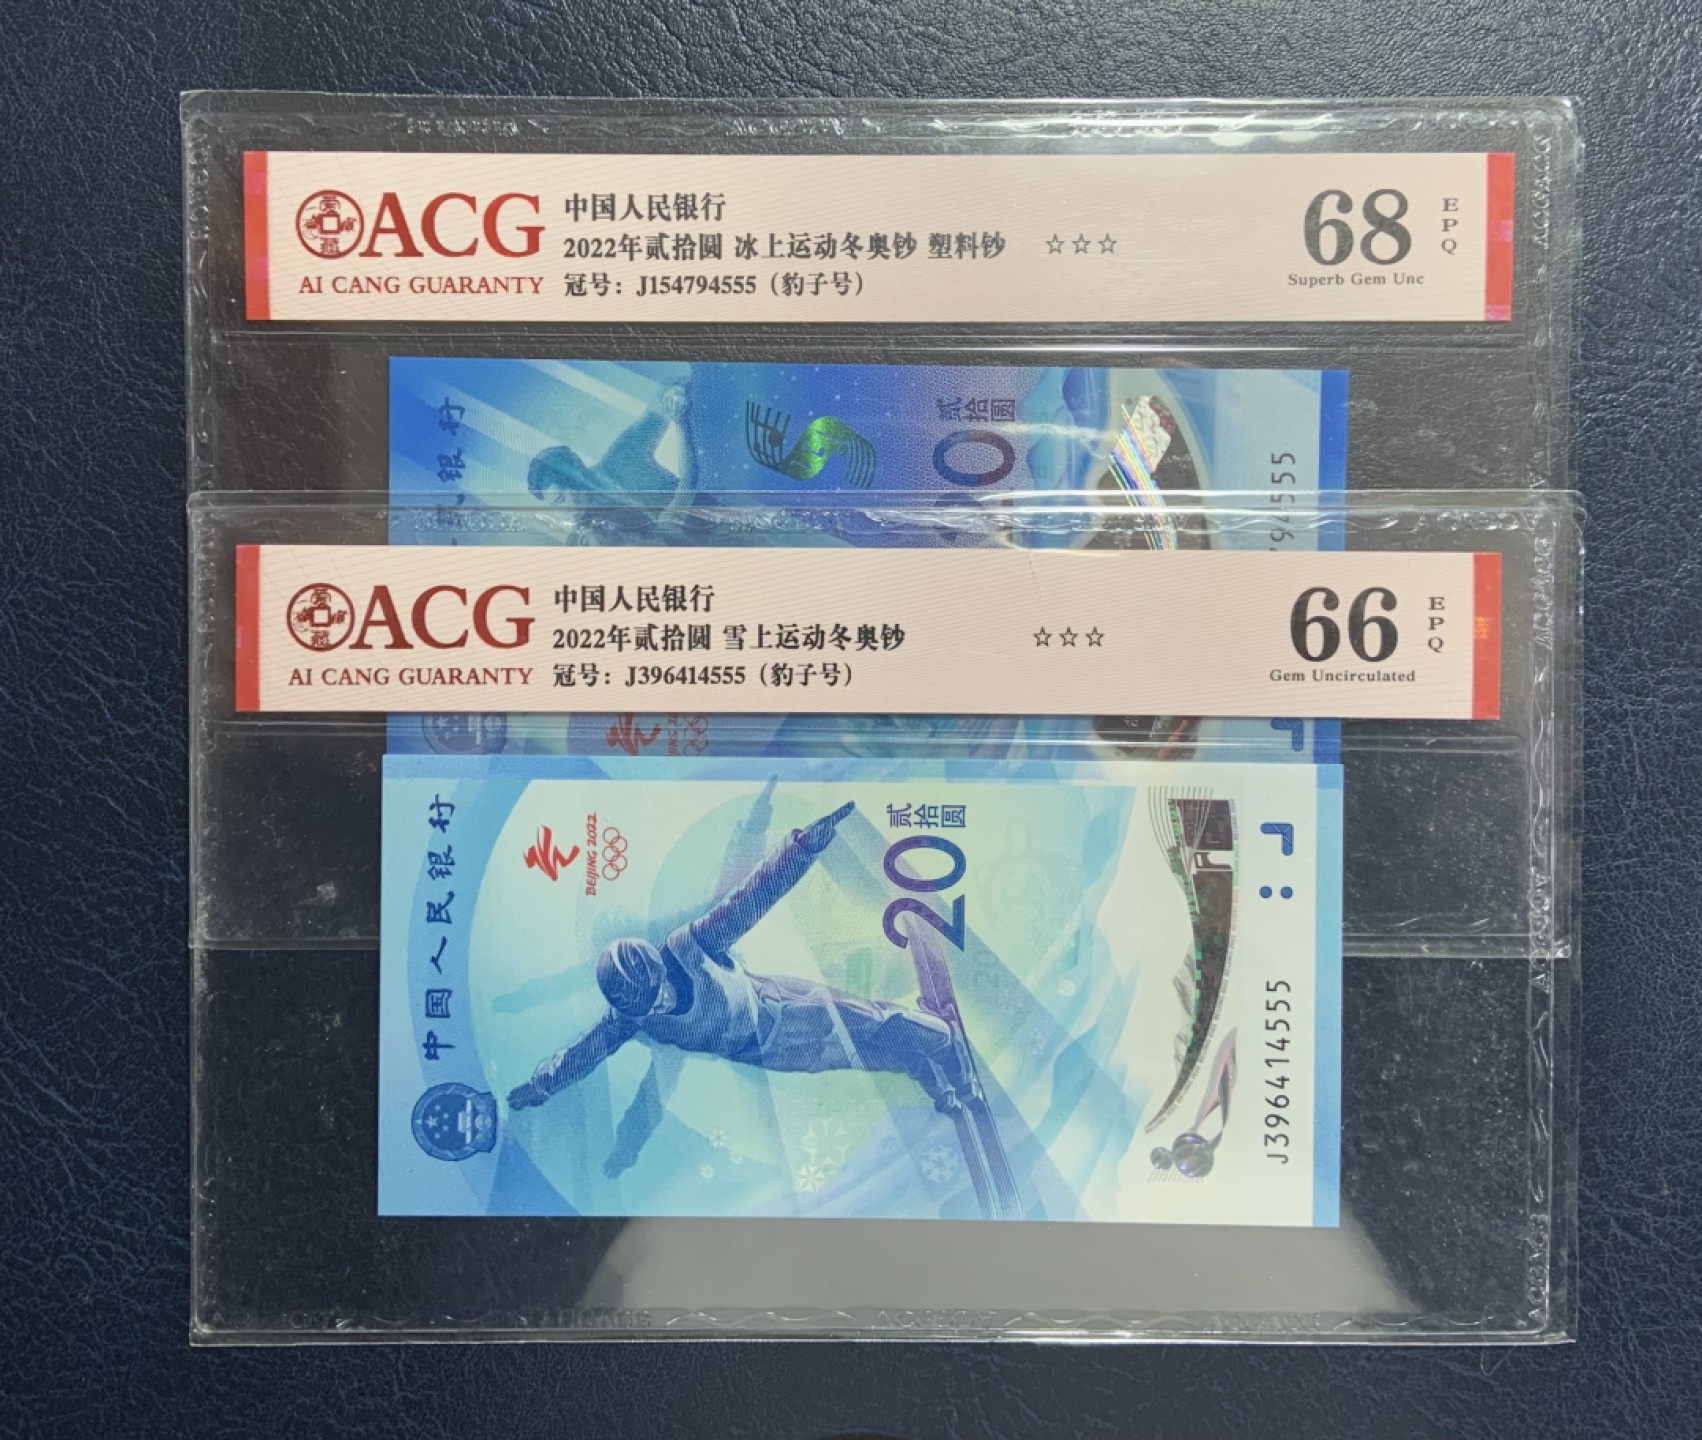 ACG
AI CANG GUARANTY
中国人民银行
2022年贰拾圆 冰上运动冬奥钞 塑料钞 ☆☆☆
冠号：J154794555（豹子号）
68
EPQ
Superb Gem Unc
银行
贰拾圆
ACG
AI CANG GUARANTY
中国人民银行
2022年贰拾圆 雪上运动冬奥钞 ☆☆☆
冠号：J396414555（豹子号）
66
EPQ
Gem Uncirculated
中国人民银行
BEIJING 2022
贰拾圆
20
J396414555